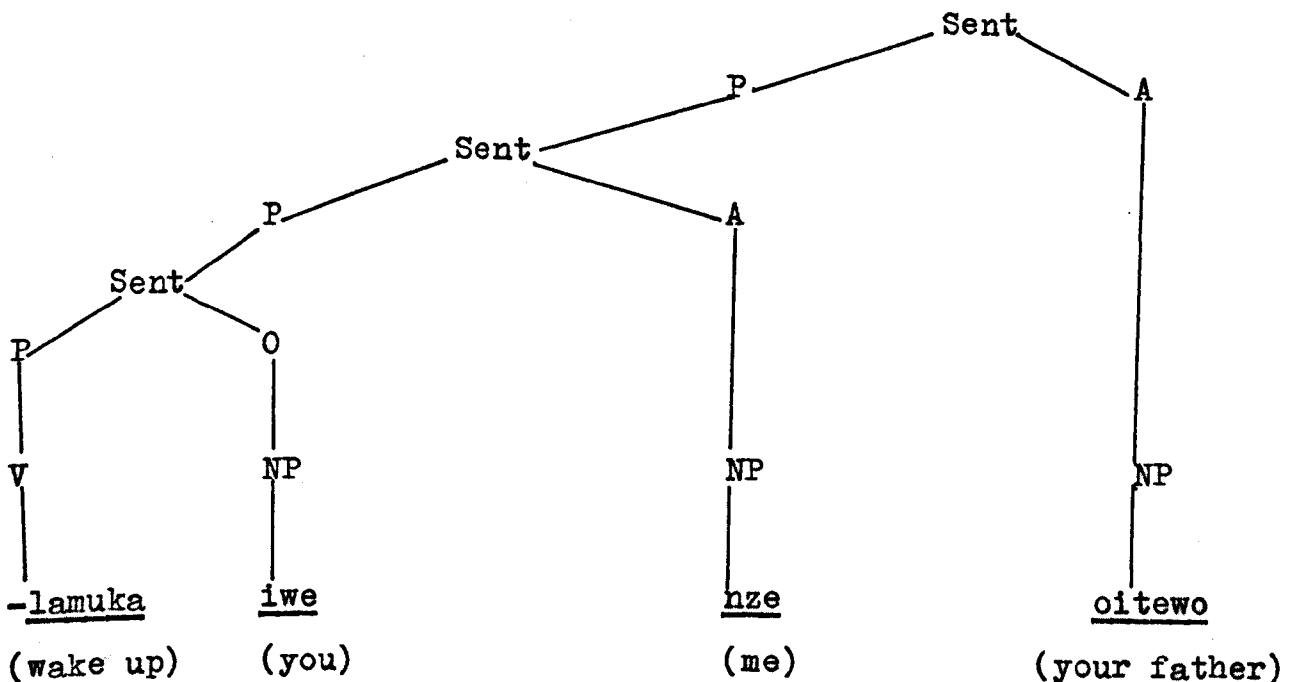 Sent
P A
Sent
P A
Sent
P O
V NP NP NP
-lamuka iwe nze oitewo
(wake up) (you) (me) (your father)